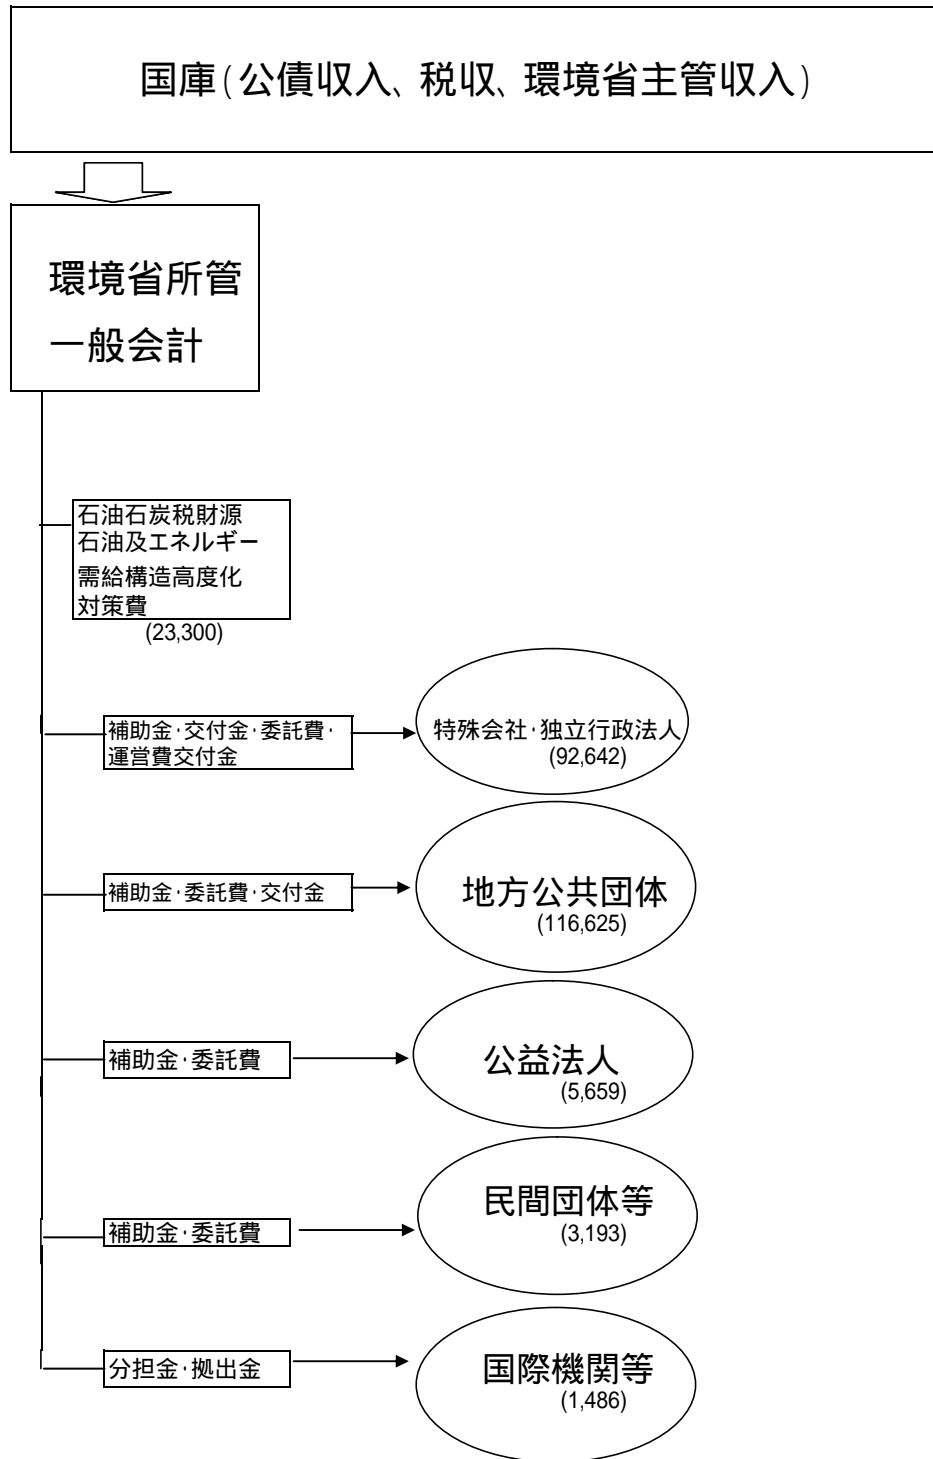 国庫(公債収入、税収、環境省主管収入)
環境省所管
一般会計
石油石炭税財源
石油及エネルギー
需給構造高度化
対策費
(23,300)
補助金・交付金・委託費・
運営費交付金
特殊会社・独立行政法人
(92,642)
補助金・委託費・交付金
地方公共団体
(116,625)
補助金・委託費
公益法人
(5,659)
補助金・委託費
民間団体等
(3,193)
分担金・拠出金
国際機関等
(1,486)